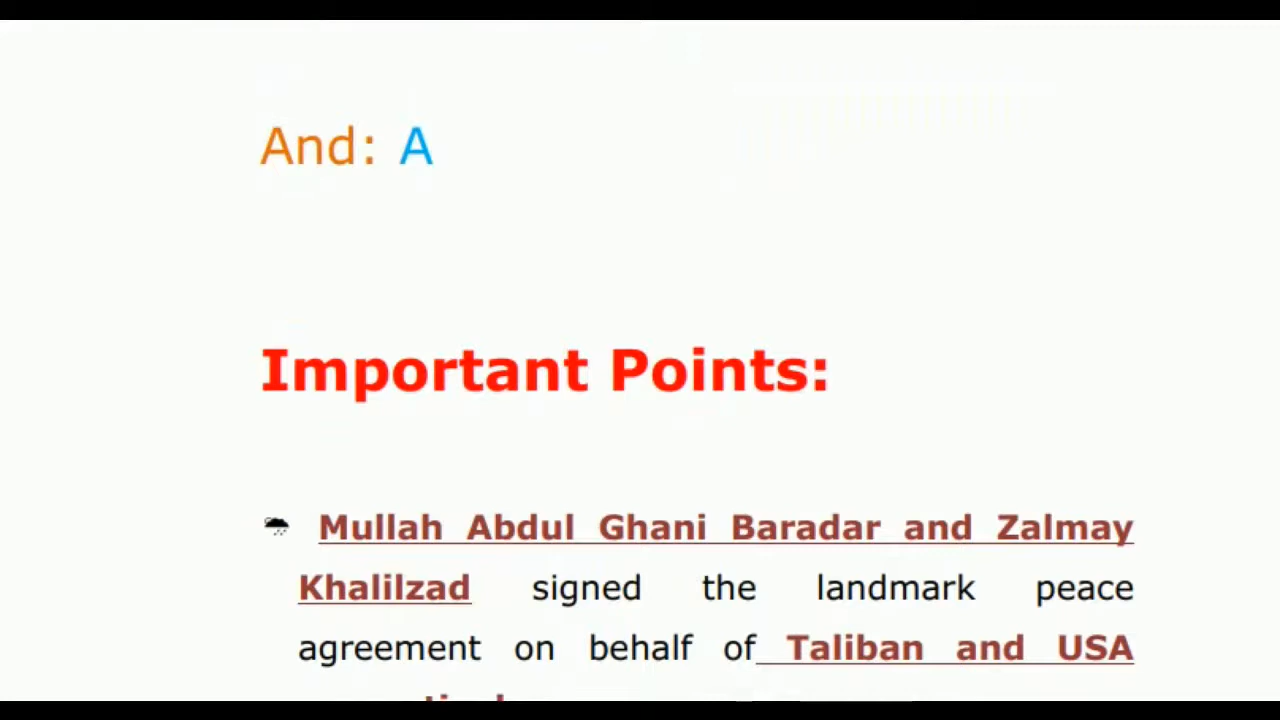 And: A
Important Points:
Mullah Abdul Ghani Baradar and Zalmay
Khalilzad signed the landmark peace
agreement on behalf of Taliban and USA